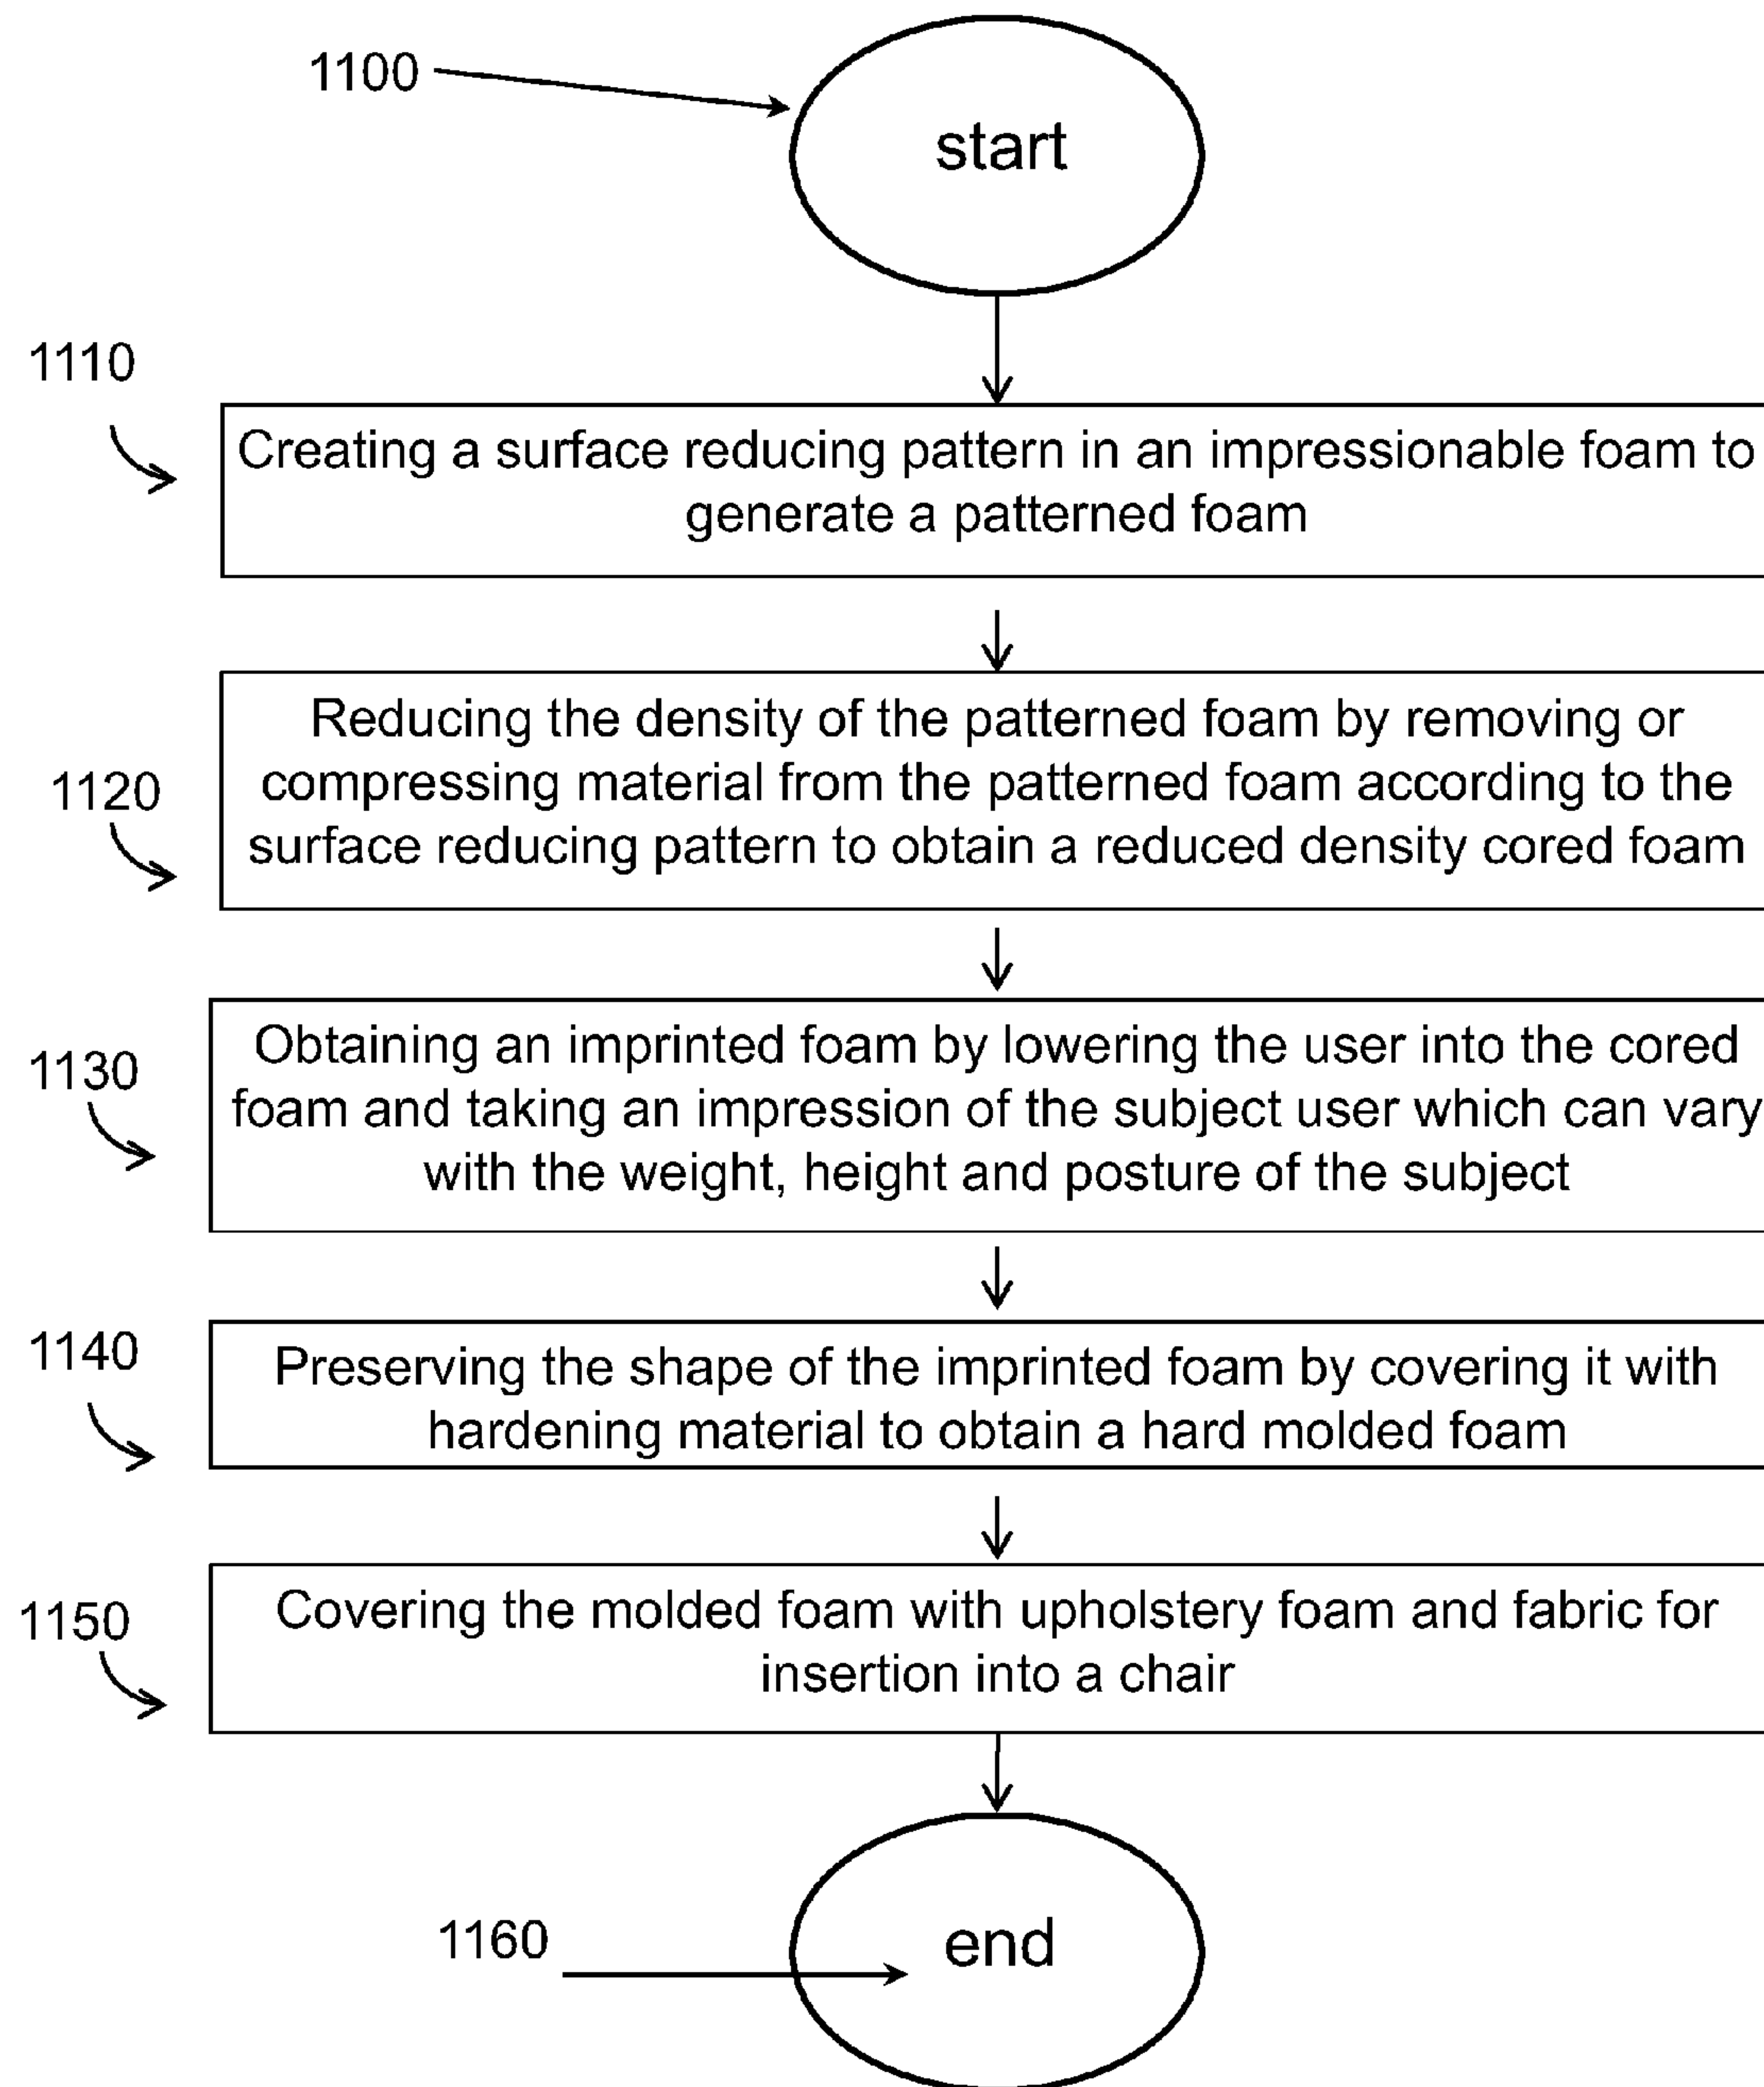 1100
start
1110
Creating a surface reducing pattern in an impressionable foam to
generate a patterned foam
1120
Reducing the density of the patterned foam by removing or
compressing material from the patterned foam according to the
surface reducing pattern to obtain a reduced density cored foam
1130
Obtaining an imprinted foam by lowering the user into the cored
foam and taking an impression of the subject user which can vary
with the weight, height and posture of the subject
1140
Preserving the shape of the imprinted foam by covering it with
hardening material to obtain a hard molded foam
1150
Covering the molded foam with upholstery foam and fabric for
insertion into a chair
1160
end